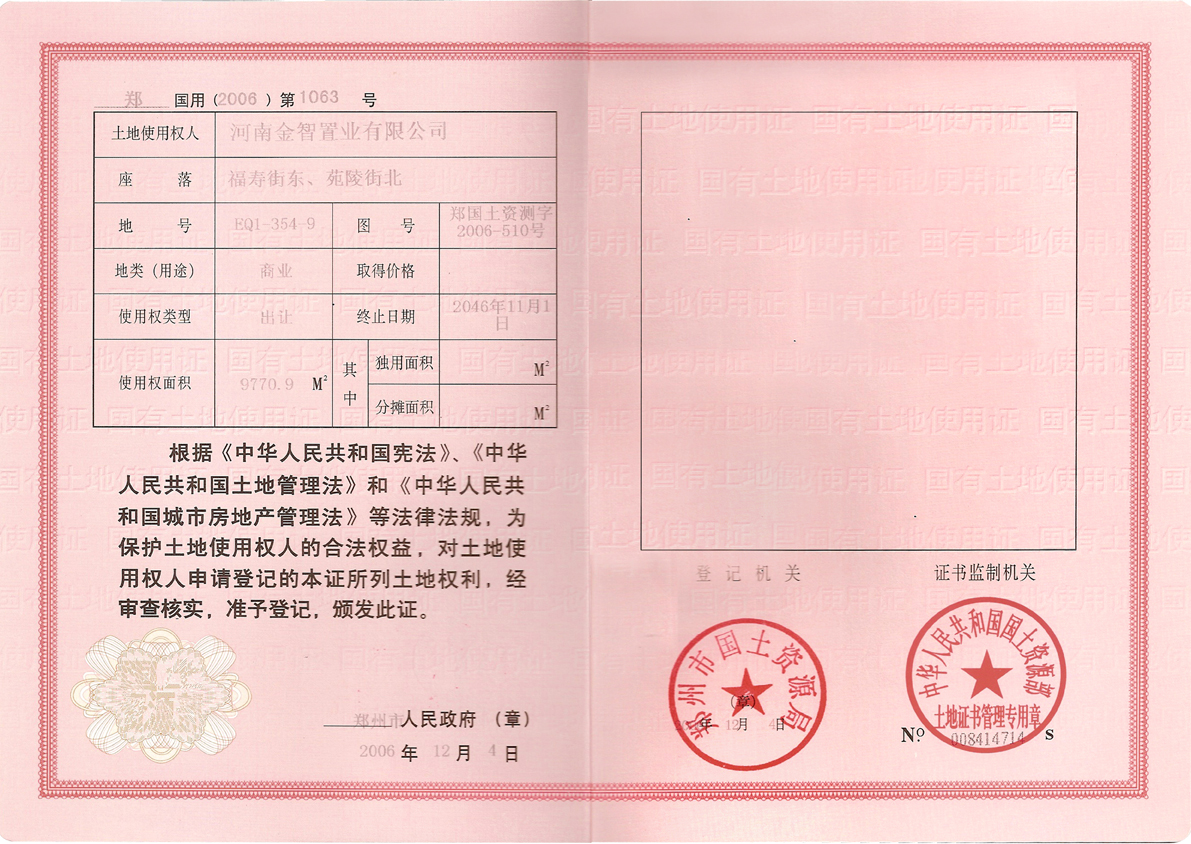 郑 国用（2006）第1063 号
土地使用权人 河南金智置业有限公司
座 落 福寿街东、苑陵街北
地 号 EQ1-354-9 图 号 郑国土资测字
2006-510号
地类（用途） 商业 取得价格
使用权类型 出让 终止日期 2046年11月1
日
使用权面积 9770.9 M² 其中 独用面积 M²
分摊面积 M²
根据《中华人民共和国宪法》、《中华
人民共和国土地管理法》和《中华人民共
和国城市房地产管理法》等法律法规，为
保护土地使用权人的合法权益，对土地使
用权人申请登记的本证所列土地权利，经
审查核实，准予登记，颁发此证。
郑州市人民政府 （章）
2006 年 12 月 4 日
登 记 机 关
郑州市国土资源局
（章）
年 12 月 4 日
证书监制机关
中华人民共和国国土资源部
土地证书管理专用章
Nº 008414714 s
国有土地使用证